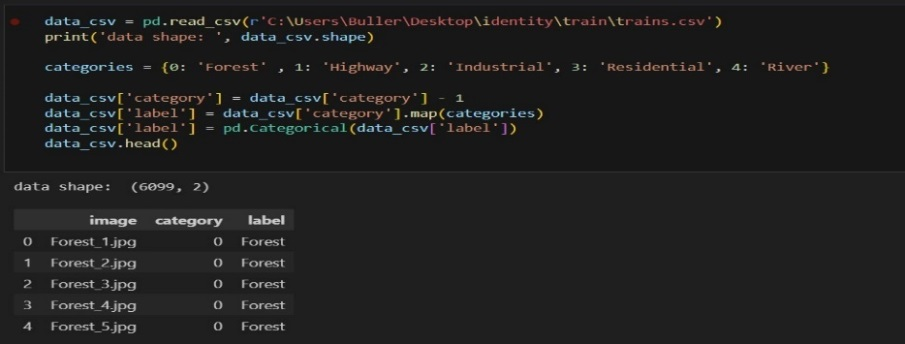 data_csv = pd.read_csv(r'C:\Users\Buller\Desktop\identity\train\trains.csv')
print('data shape: ', data_csv.shape)
categories = {0: 'Forest' , 1: 'Highway', 2: 'Industrial', 3: 'Residential', 4: 'River'}
data_csv['category'] = data_csv['category'] - 1
data_csv['label'] = data_csv['category'].map(categories)
data_csv['label'] = pd.Categorical(data_csv['label'])
data_csv.head()
data shape:  (6099, 2)
image category label
0 Forest_1.jpg 0 Forest
1 Forest_2.jpg 0 Forest
2 Forest_3.jpg 0 Forest
3 Forest_4.jpg 0 Forest
4 Forest_5.jpg 0 Forest